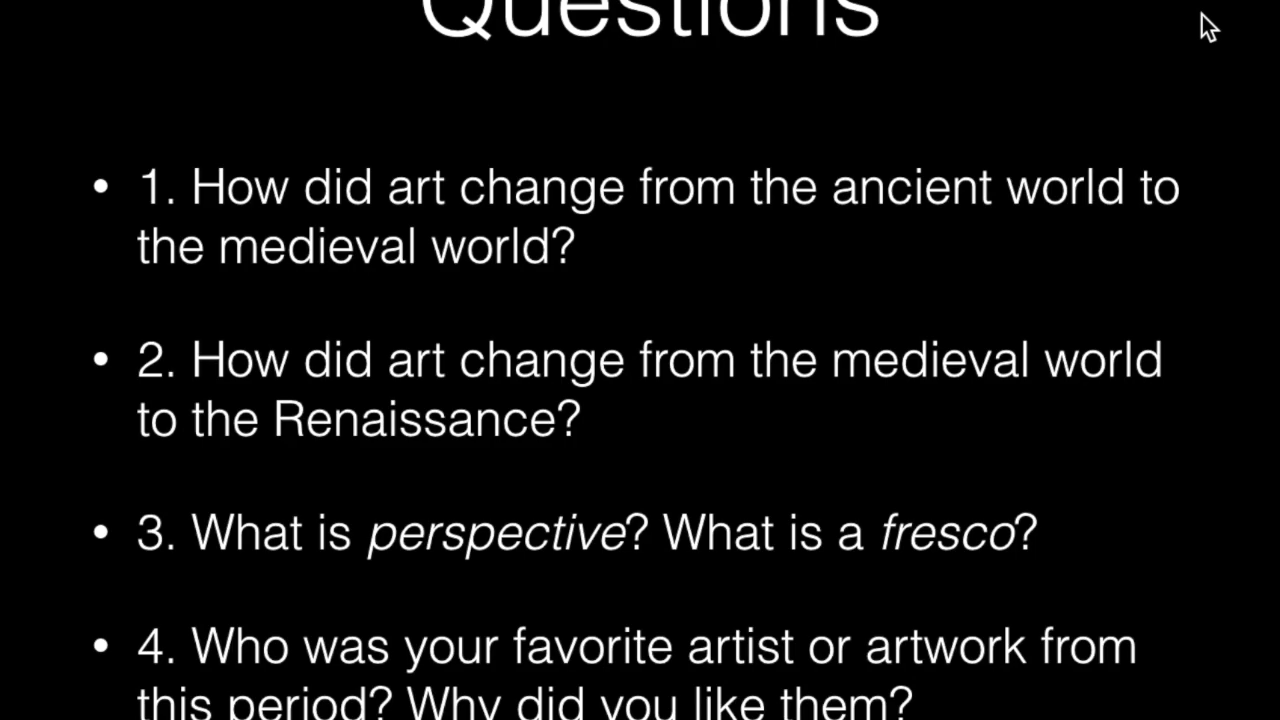 Questions
• 1. How did art change from the ancient world to
the medieval world?
• 2. How did art change from the medieval world
to the Renaissance?
• 3. What is perspective? What is a fresco?
• 4. Who was your favorite artist or artwork from
this period? Why did you like them?